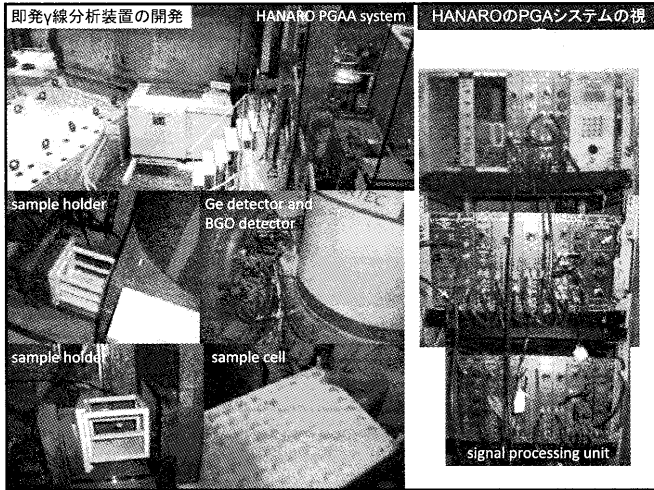 即発γ線分析装置の開発
HANARO PGAA system
HANAROのPGAシステムの視
sample holder
Ge detector and
BGO detector
sample holder
sample cell
signal processing unit